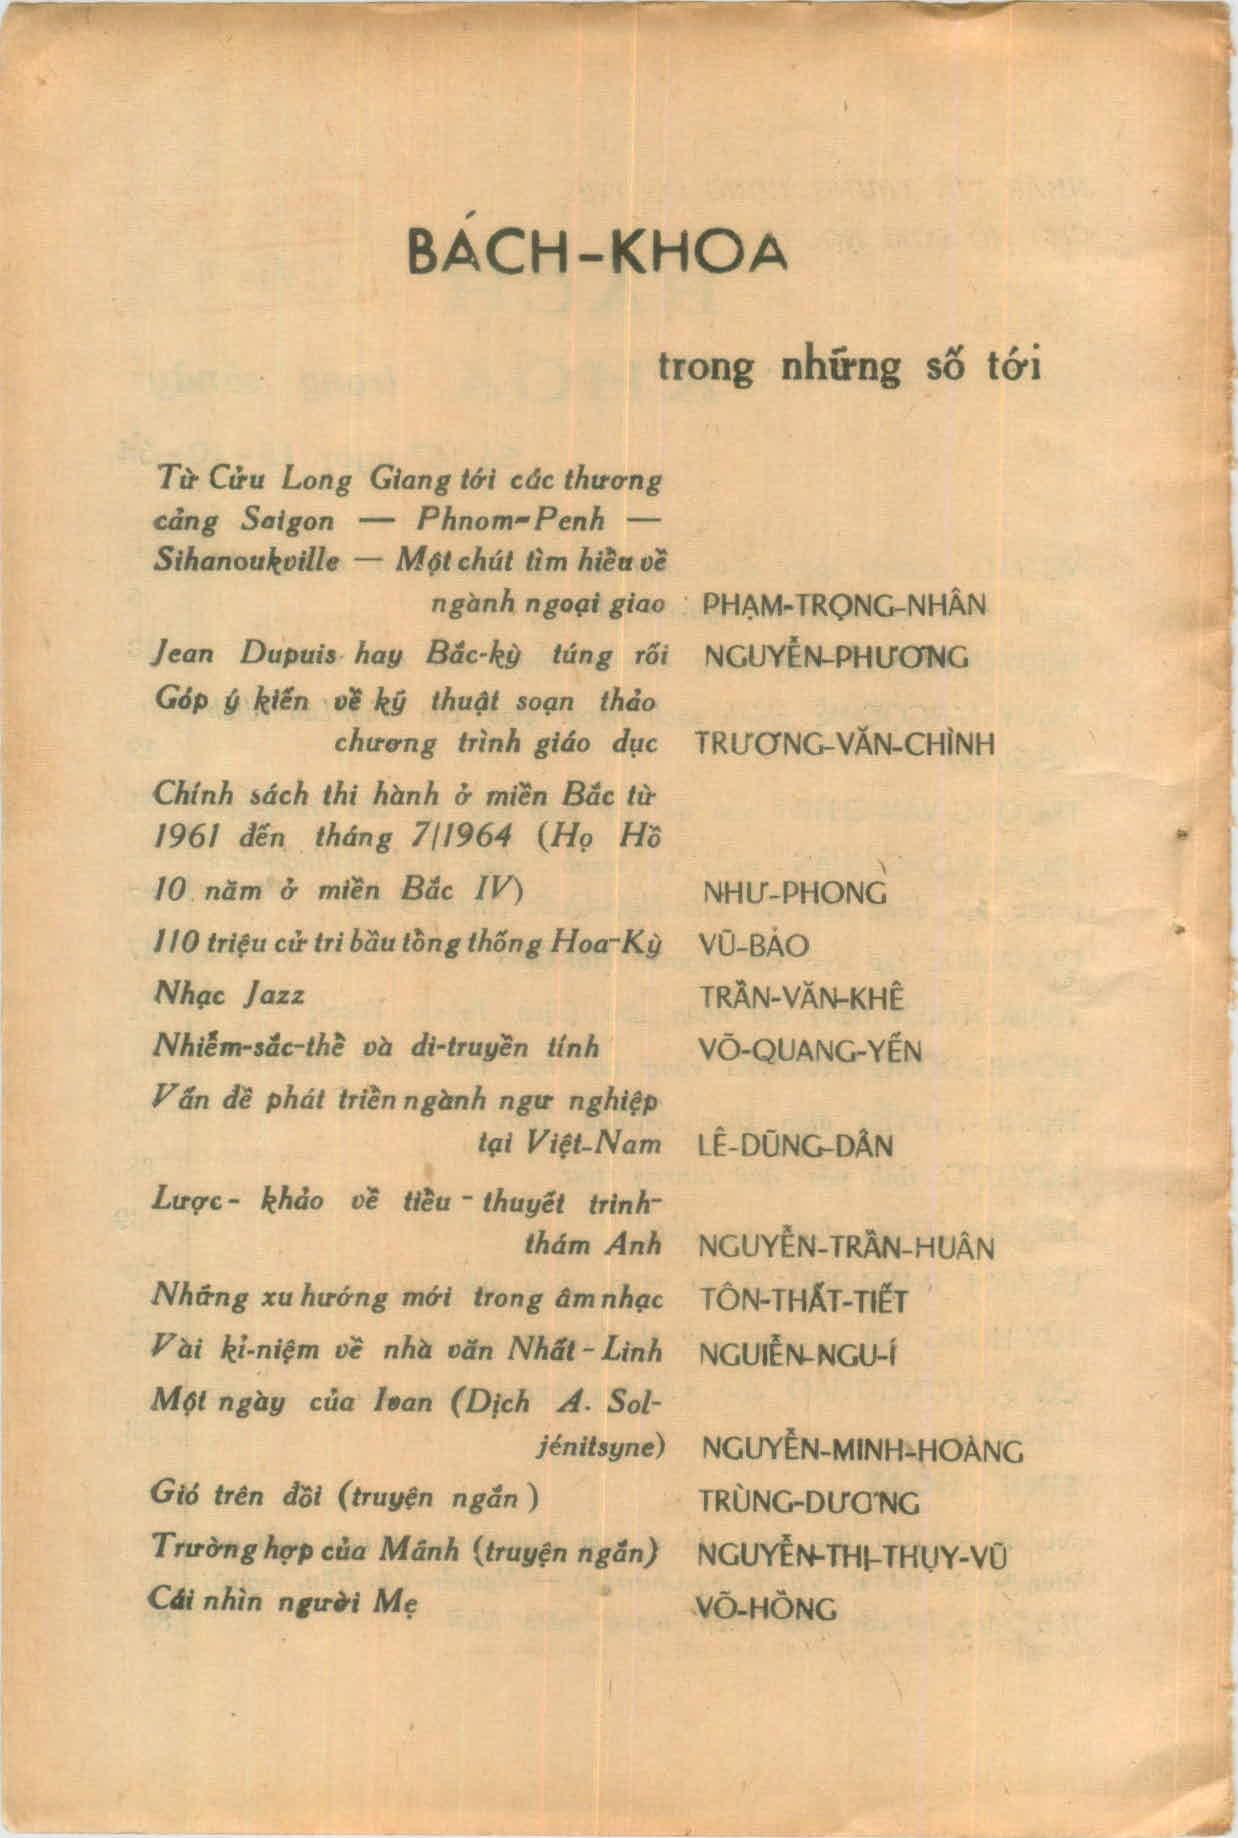 BÁCH-KHOA
trong những số tới
Từ Cửu Long Giang tới các thương
cảng Saigon — Phnom-Penh —
Sihanoukville — Một chút tìm hiểu về
ngành ngoại giao PHẠM-TRỌNG-NHÂN
Jean Dupuis hay Bắc-kỳ túng rối NGUYỄN-PHƯƠNG
Góp ý kiến về kỹ thuật soạn thảo
chương trình giáo dục TRƯƠNG-VĂN-CHÌNH
Chính sách thi hành ở miền Bắc từ
1961 đến tháng 7/1964 (Họ Hồ
10 năm ở miền Bắc IV) NHƯ-PHONG
110 triệu cử tri bầu tổng thống Hoa-Kỳ VŨ-BẢO
Nhạc Jazz TRẦN-VĂN-KHÊ
Nhiễm-sắc-thể và di-truyền tính VÕ-QUANG-YẾN
Vấn đề phát triển ngành ngư nghiệp
tại Việt-Nam LÊ-DŨNG-DÂN
Lược-khảo về tiểu-thuyết trinh-
thám Anh NGUYỄN-TRẦN-HUÂN
Những xu hướng mới trong âm nhạc TÔN-THẤT-TIẾT
Vài kỉ-niệm về nhà văn Nhất-Linh NGUIỄN-NGU-Í
Một ngày của Ivan (Dịch A. Sol-
jénitsyne) NGUYỄN-MINH-HOÀNG
Gió trên đồi (truyện ngắn) TRÙNG-DƯƠNG
Trường hợp của Mảnh (truyện ngắn) NGUYỄN-THỊ-THỤY-VŨ
Cái nhìn người Mẹ VÕ-HỒNG